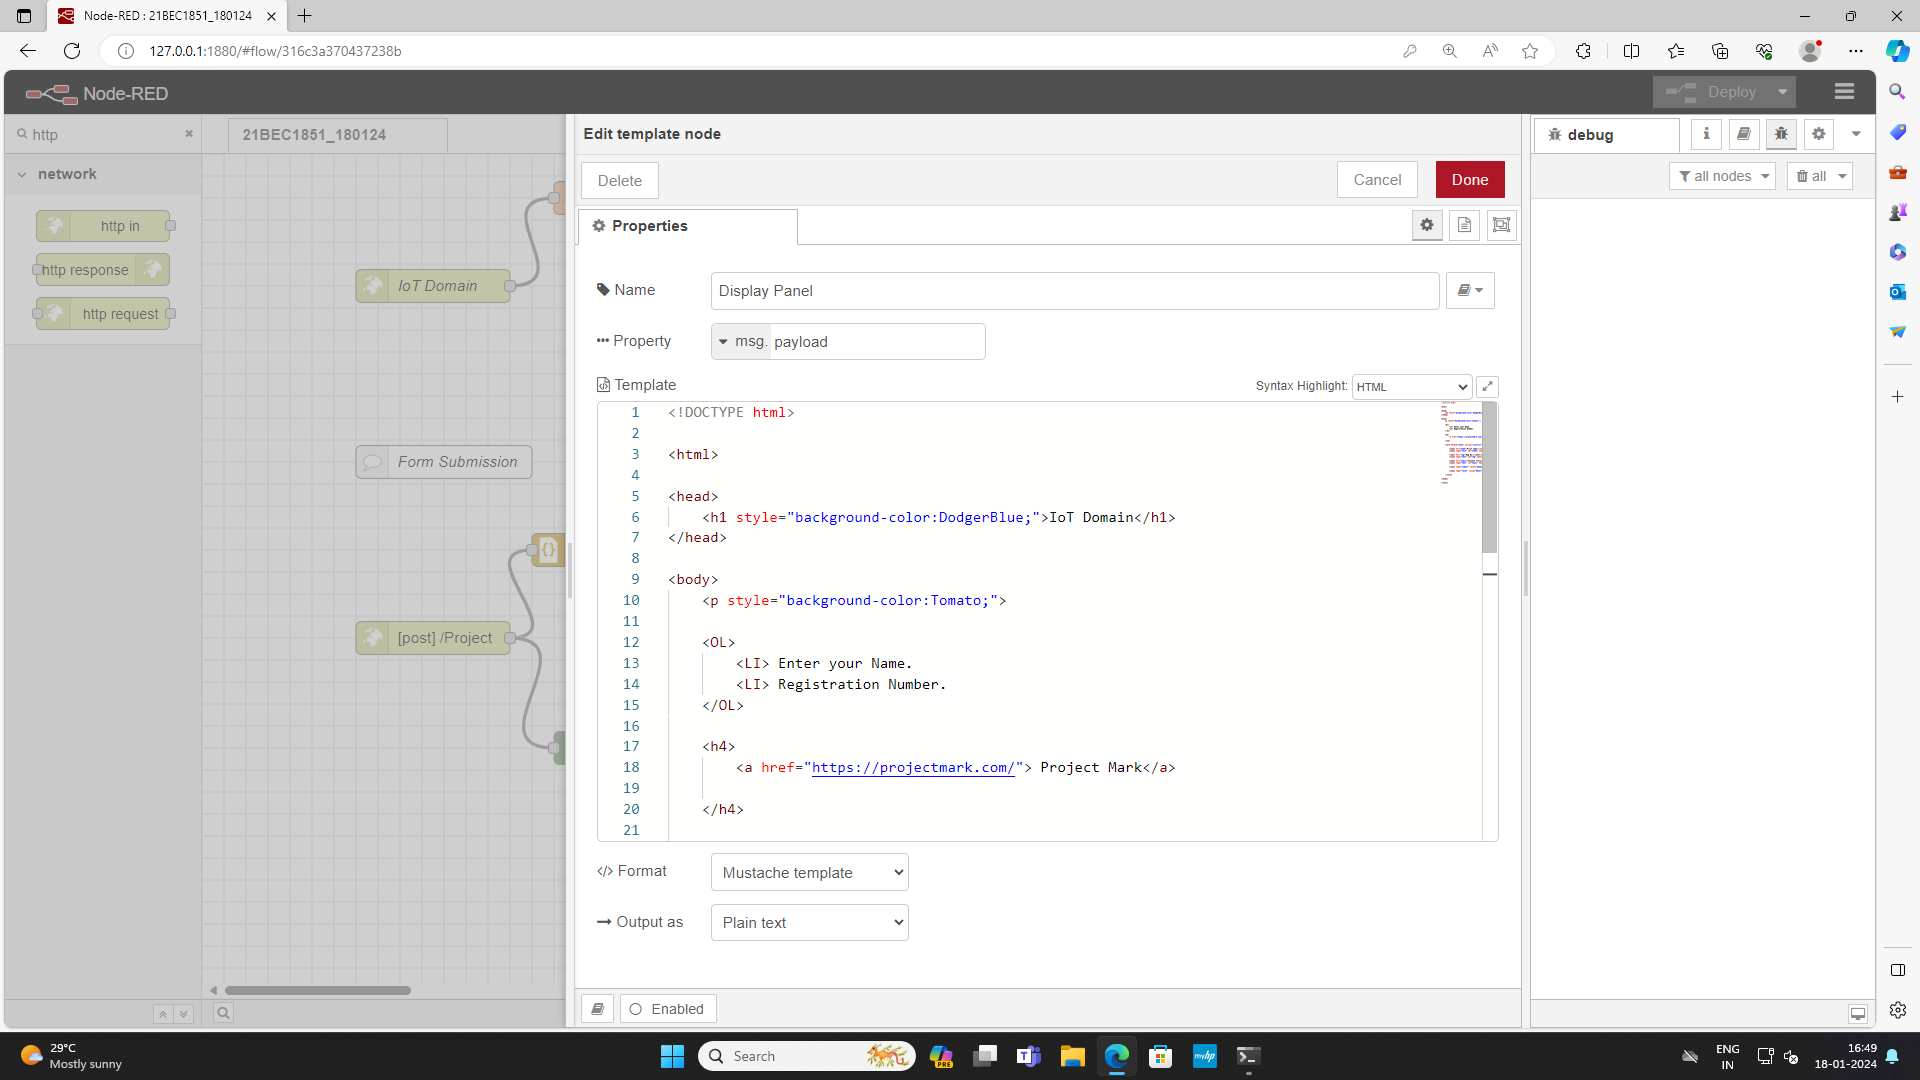 Node-RED : 21BEC1851_180124
127.0.0.1:1880/#flow/316c3a370437238b
Node-RED
Deploy
http
21BEC1851_180124
Edit template node
debug
network
Delete
Cancel
Done
all nodes
all
http in
Properties
http response
IoT Domain
Name
Display Panel
http request
Property
msg. payload
Template
Syntax Highlight: HTML
1 <!DOCTYPE html>
2
3 <html>
4
5 <head>
6 <h1 style="background-color:DodgerBlue;">IoT Domain</h1>
7 </head>
8
9 <body>
10 <p style="background-color:Tomato;">
11
12 <OL>
13 <LI> Enter your Name.
14 <LI> Registration Number.
15 </OL>
16
17 <h4>
18 <a href="https://projectmark.com/"> Project Mark</a>
19
20 </h4>
21
Form Submission
[post] /Project
Format
Mustache template
Output as
Plain text
Enabled
29°C
Mostly sunny
Search
PRE
myhp
ENG
IN
16:49
18-01-2024